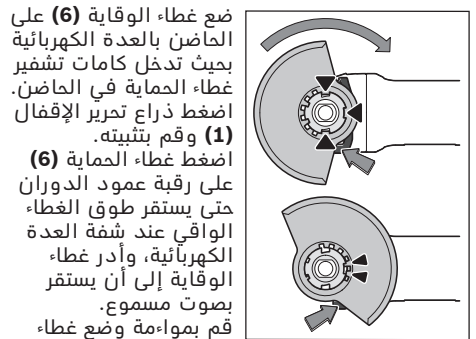 ضع غطاء الوقاية (6) على
الحاضن بالعدة الكهربائية
بحيث تدخل كامات تشفير
غطاء الحماية في الحاضن.
اضغط ذراع تحرير الإقفال
(1) وقم بتثبيته.
اضغط غطاء الحماية (6)
على رقبة عمود الدوران
حتى يستقر طوق الغطاء
الواقي عند شفة العدة
الكهربائية، وأدر غطاء
الوقاية إلى أن يستقر
بصوت مسموع.
قم بمواءمة وضع غطاء